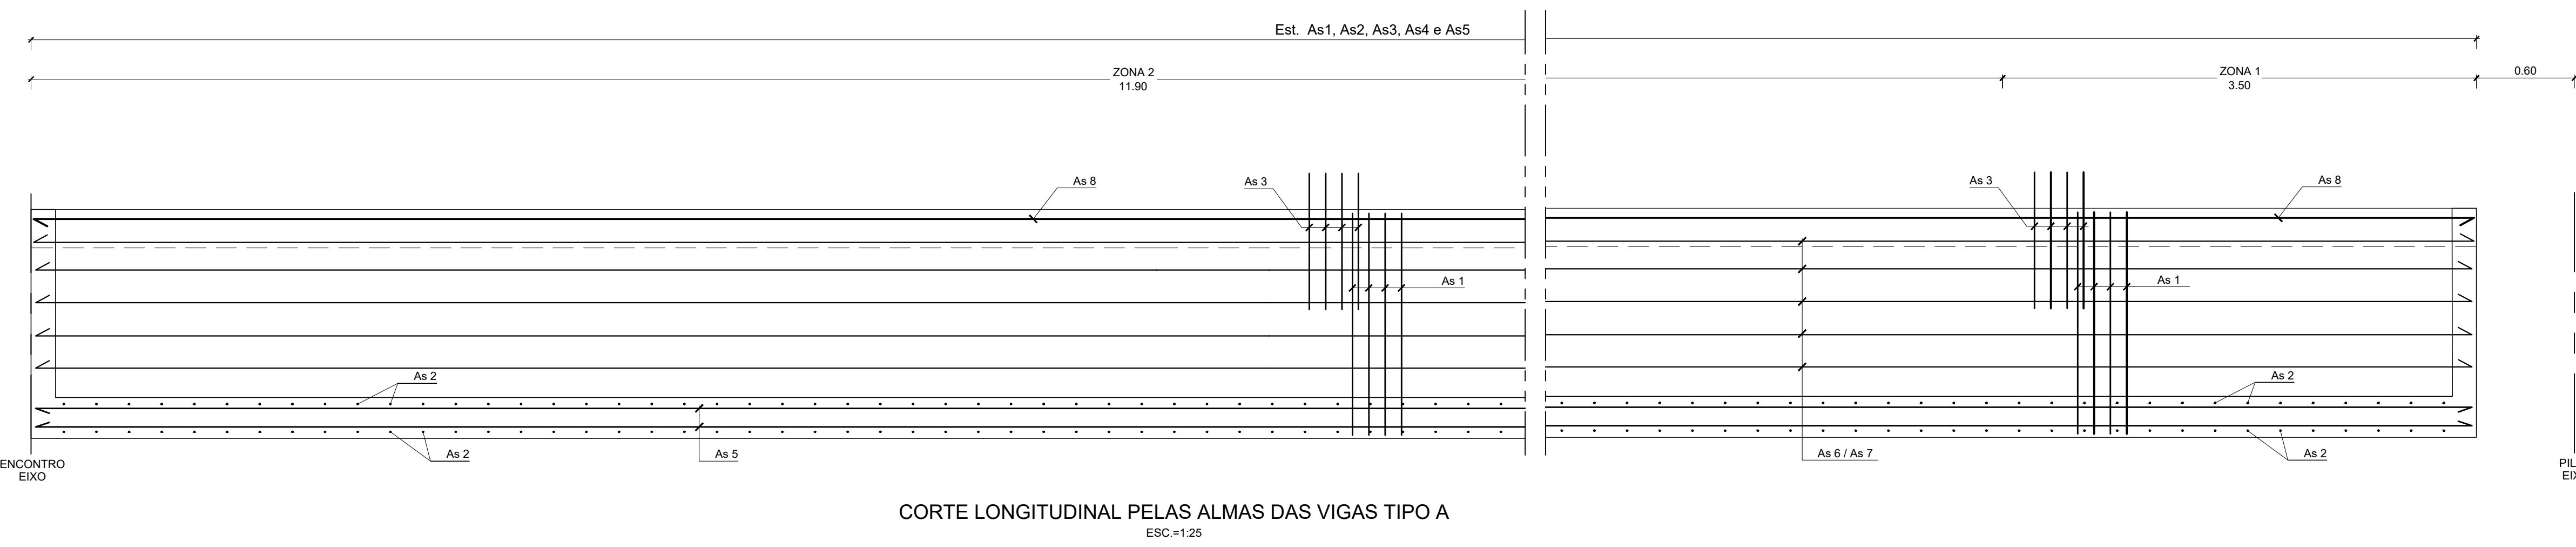 Est. As1, As2, As3, As4 e As5
ZONA 2
11.90
ZONA 1
3.50
0.60
As 8
As 3
As 3
As 8
As 1
As 1
As 2
As 2
As 2
As 5
As 6 / As 7
As 2
ENCONTRO
EIXO
CORTE LONGITUDINAL PELAS ALMAS DAS VIGAS TIPO A
ESC.=1:25